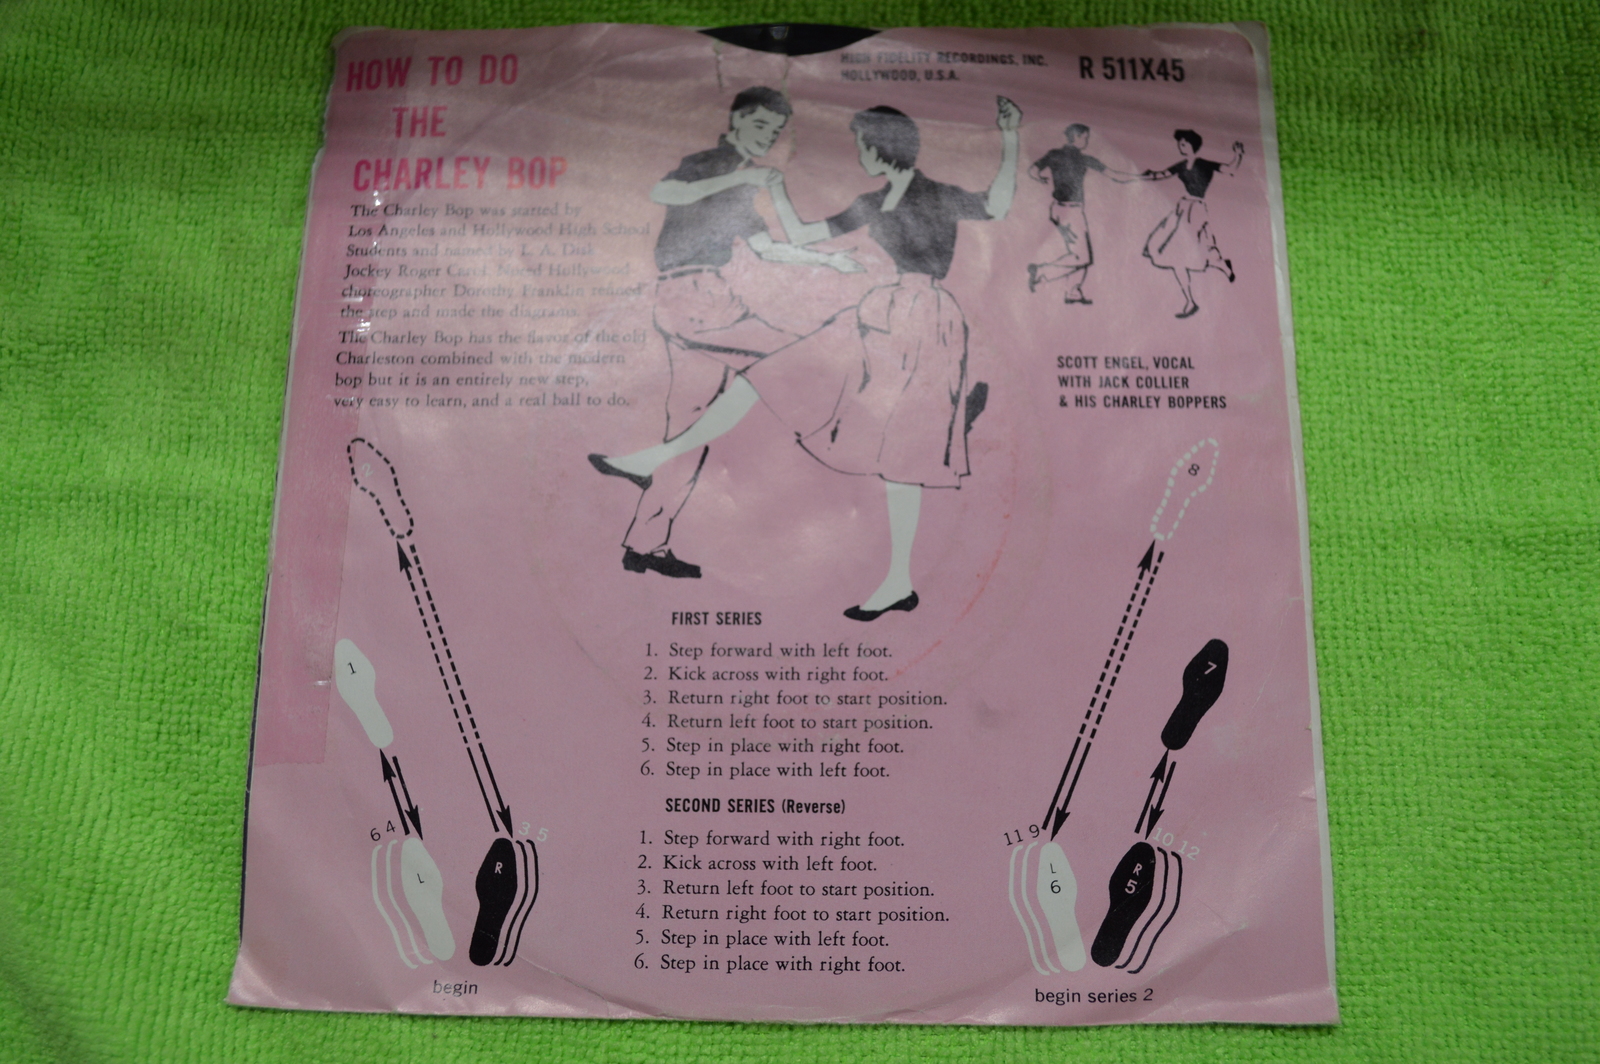 HOW TO DO
THE
CHARLEY BOP
HIGH FIDELITY RECORDINGS, INC.
HOLLYWOOD, U.S.A.
R 511X45
The Charley Bop was started by
Los Angeles and Hollywood High School
Students and named by L. A. Disk
Jockey Roger Carol. Noted Hollywood
choreographer Dorothy Franklin refined
the step and made the diagrams.
The Charley Bop has the flavor of the old
Charleston combined with the modern
bop but it is an entirely new step,
very easy to learn, and a real ball to do.
SCOTT ENGEL, VOCAL
WITH JACK COLLIER
& HIS CHARLEY BOPPERS
2
1
6 4
3 5
L
R
begin
FIRST SERIES
1. Step forward with left foot.
2. Kick across with right foot.
3. Return right foot to start position.
4. Return left foot to start position.
5. Step in place with right foot.
6. Step in place with left foot.
SECOND SERIES (Reverse)
1. Step forward with right foot.
2. Kick across with left foot.
3. Return left foot to start position.
4. Return right foot to start position.
5. Step in place with left foot.
6. Step in place with right foot.
8
7
11 9
10 12
L
6
R
5
begin series 2